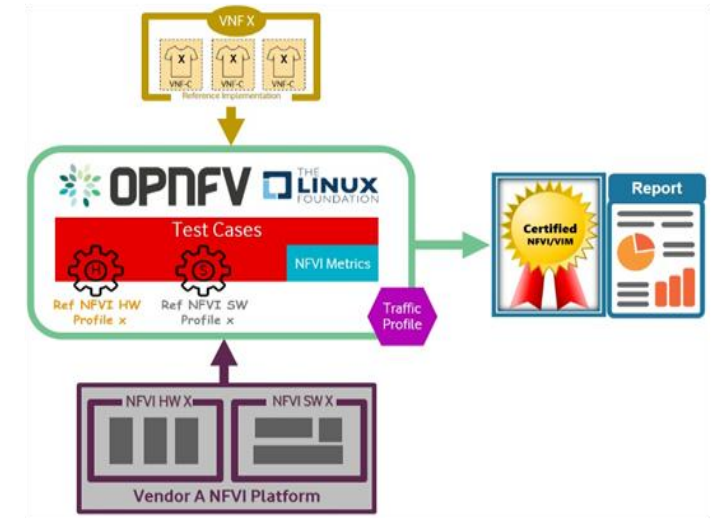 VNF X
X X X
VNF-C VNF-C VNF-C
Reference Implementation
OPNFV
THE
LINUX
FOUNDATION
Test Cases
H
S
NFVI Metrics
Ref NFVI HW
Profile x
Ref NFVI SW
Profile x
Traffic
Profile
Certified
NFVI/VIM
Report
NFVI HW X
NFVI SW X
Vendor A NFVI Platform